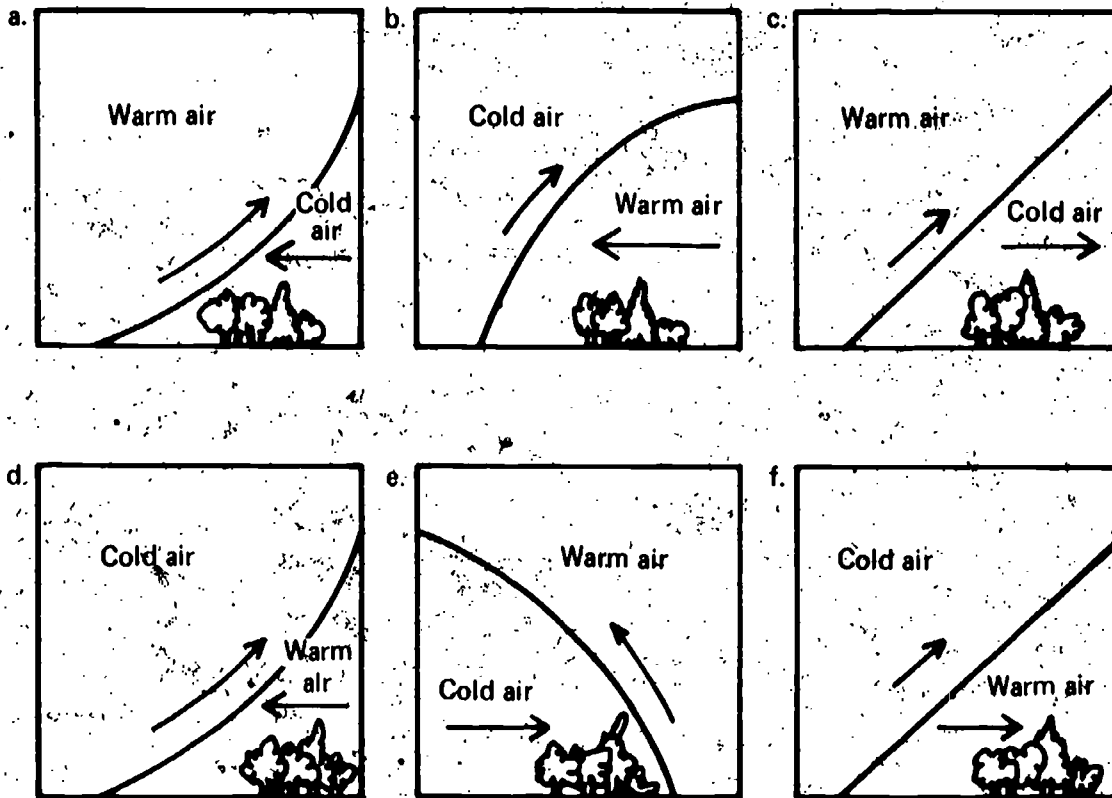 a.
Warm air
Cold
air
b.
Cold air
Warm air
c.
Warm air
Cold air
d.
Cold air
Warm
air
e.
Warm air
Cold air
f.
Cold air
Warm air